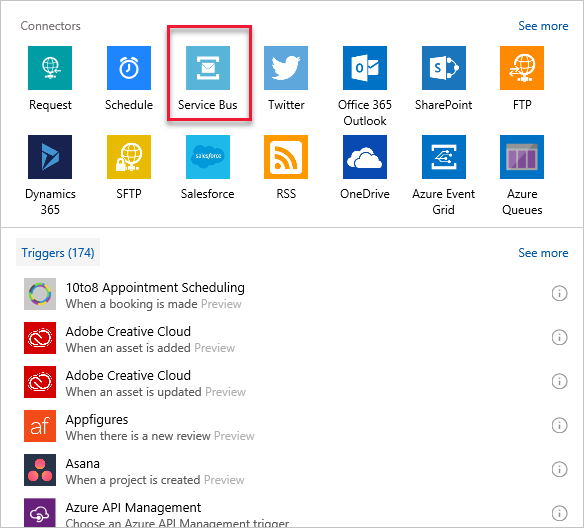 Connectors
See more
Request
Schedule
Service Bus
Twitter
Office 365
Outlook
SharePoint
FTP
Dynamics
365
SFTP
salesforce
Salesforce
RSS
OneDrive
Azure Event
Grid
Azure
Queues
Triggers (174)
See more
10to8 Appointment Scheduling
When a booking is made Preview
Adobe Creative Cloud
When an asset is added Preview
Adobe Creative Cloud
When an asset is updated Preview
af
Appfigures
When there is a new review Preview
Asana
When a project is created Preview
Azure API Management
Choose an Azure API Management trigger